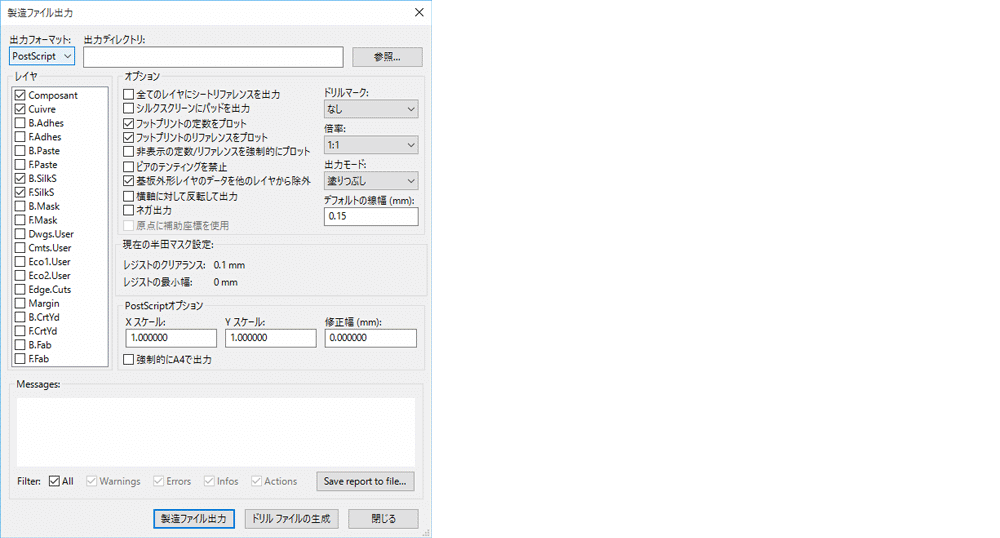 製造ファイル出力
出力フォーマット: 出力ディレクトリ:
PostScript 参照...
レイヤ
Composant
Cuivre
B.Adhes
F.Adhes
B.Paste
F.Paste
B.SilkS
F.SilkS
B.Mask
F.Mask
Dwgs.User
Cmts.User
Eco1.User
Eco2.User
Edge.Cuts
Margin
B.CrtYd
F.CrtYd
B.Fab
F.Fab
オプション
全てのレイヤにシートリファレンスを出力
シルクスクリーンにパッドを出力
フットプリントの定数をプロット
フットプリントのリファレンスをプロット
非表示の定数/リファレンスを強制的にプロット
ビアのテンティングを禁止
基板外形レイヤのデータを他のレイヤから除外
横軸に対して反転して出力
ネガ出力
原点に補助座標を使用
ドリルマーク:
なし
倍率:
1:1
出力モード:
塗りつぶし
デフォルトの線幅 (mm):
0.15
現在の半田マスク設定:
レジストのクリアランス: 0.1 mm
レジストの最小幅: 0 mm
PostScriptオプション
X スケール: Y スケール: 修正幅 (mm):
1.000000 1.000000 0.000000
強制的にA4で出力
Messages:
Filter: All Warnings Errors Infos Actions Save report to file...
製造ファイル出力 ドリル ファイルの生成 閉じる